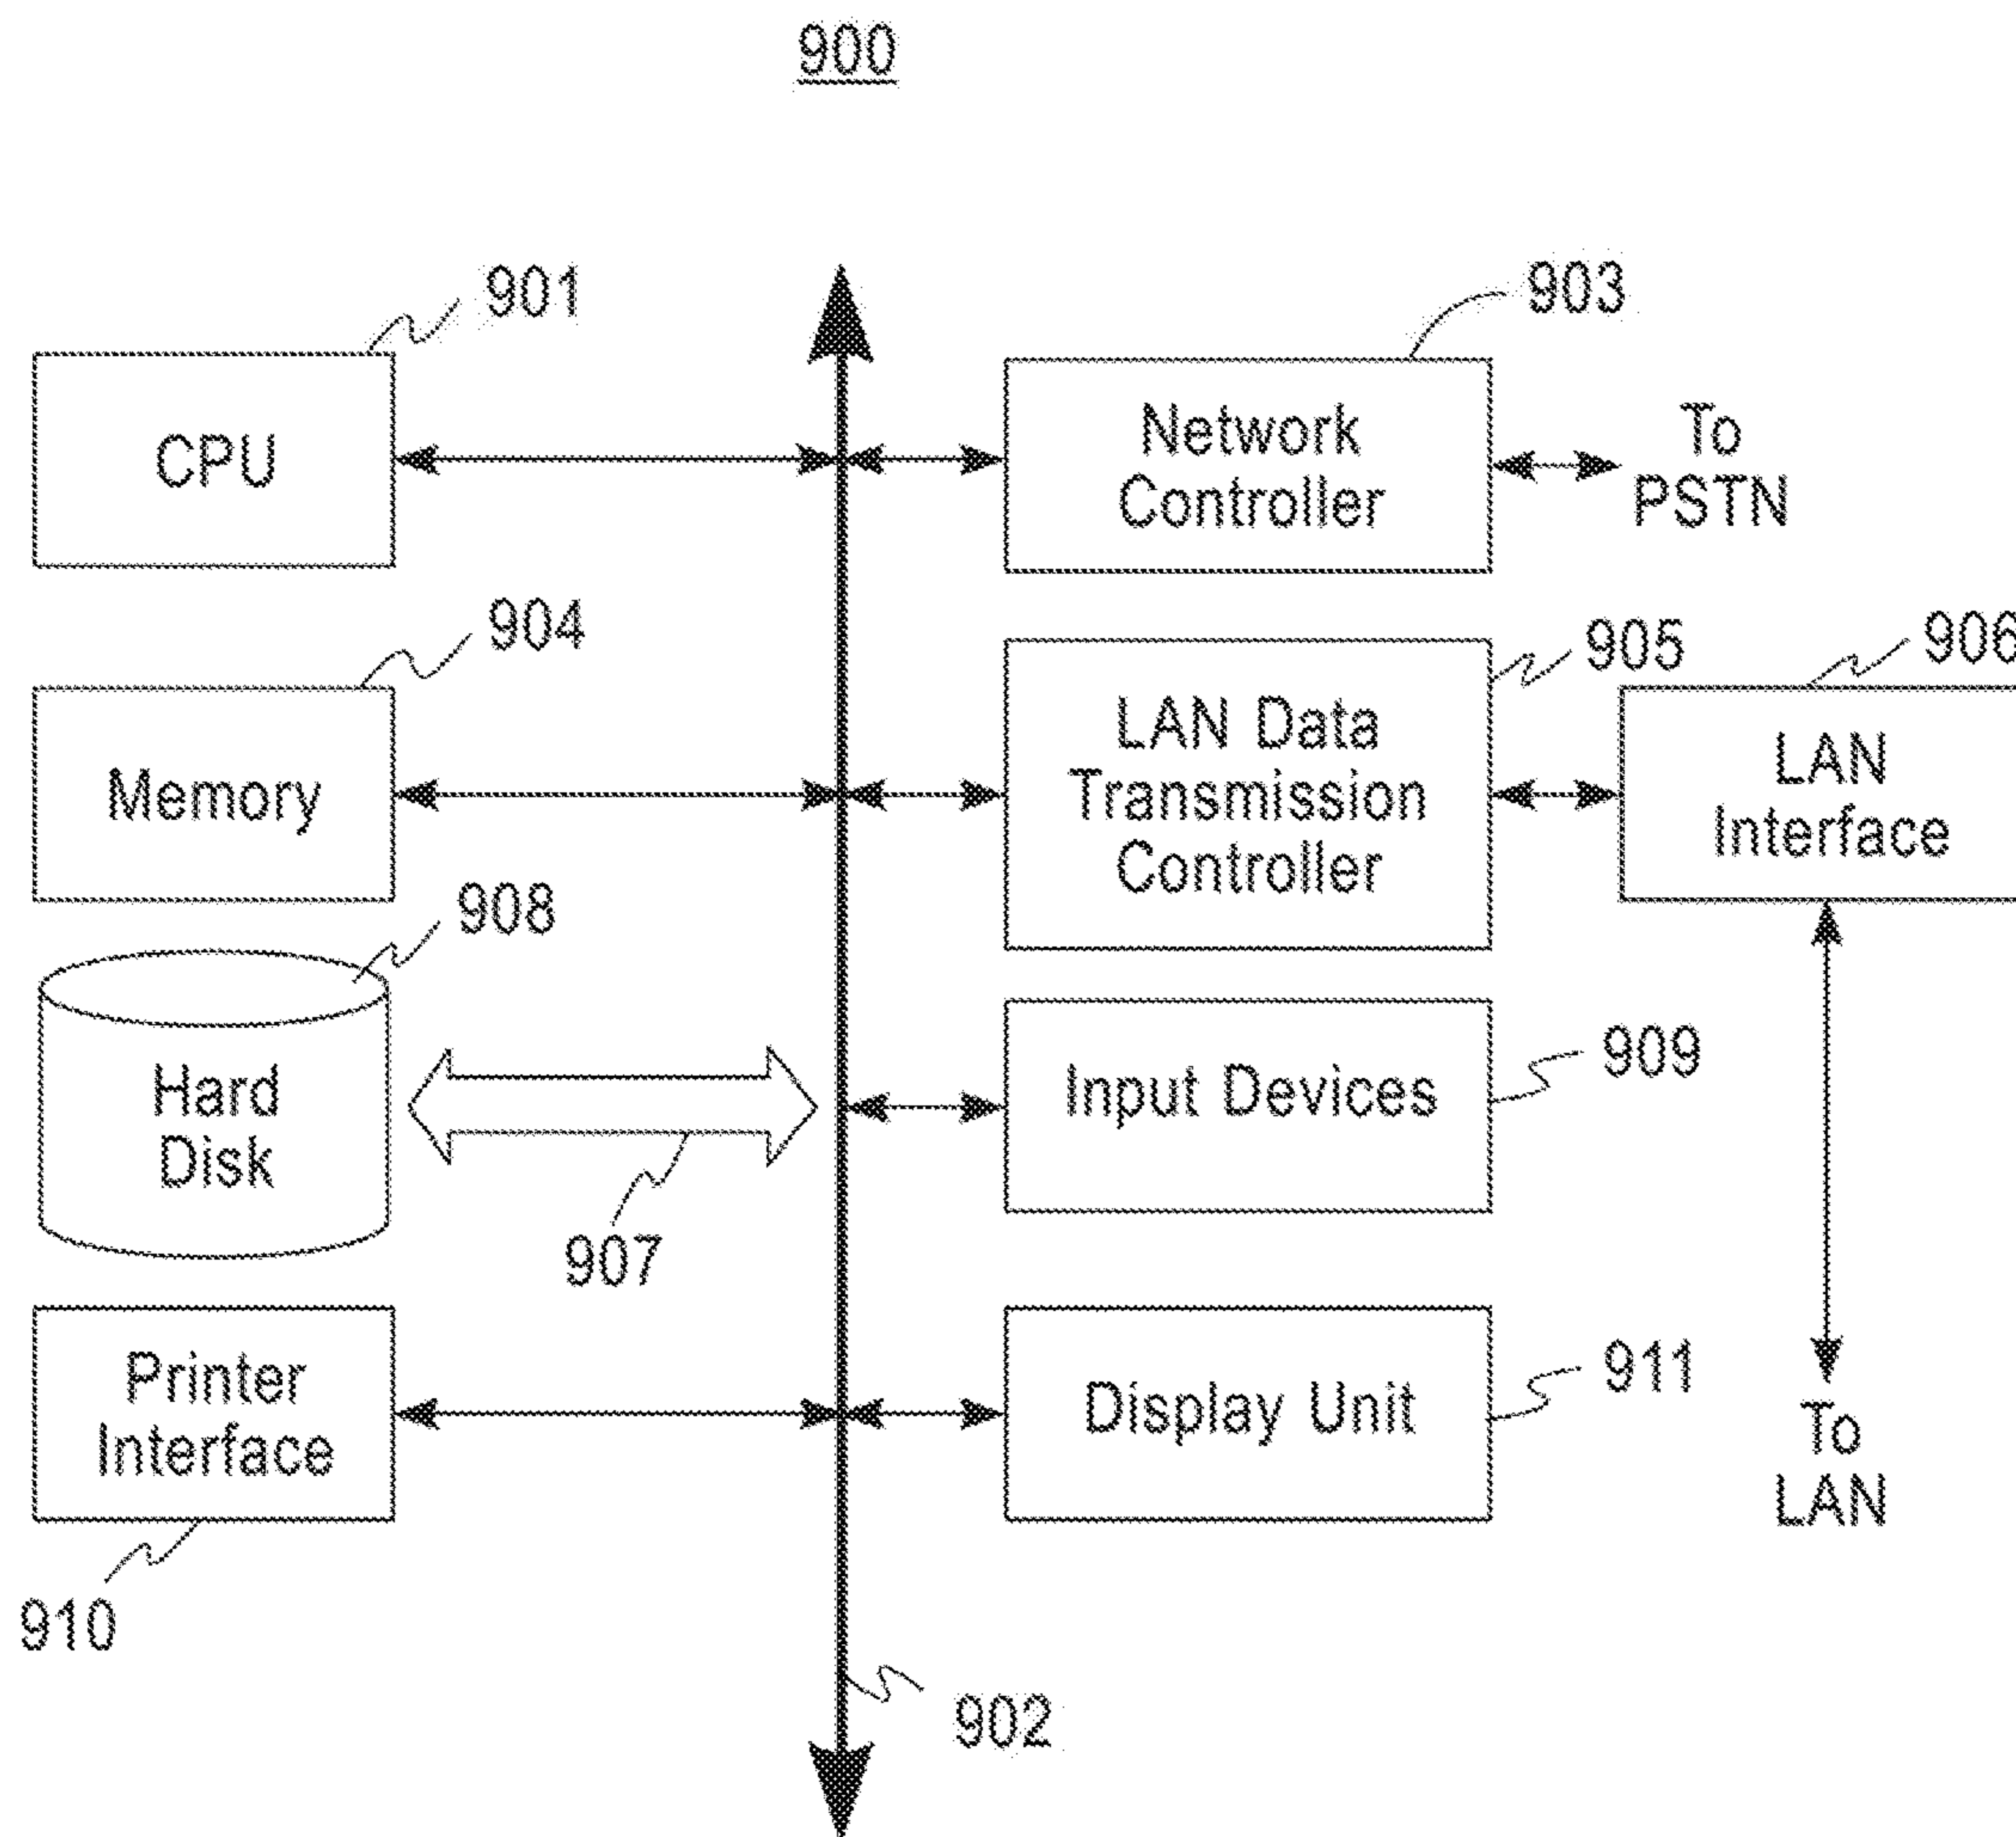 900
901
CPU
903
Network
Controller
To
PSTN
904
Memory
905
LAN Data
Transmission
Controller
906
LAN
Interface
908
Hard
Disk
907
909
Input Devices
Printer
Interface
910
911
Display Unit
To
LAN
902